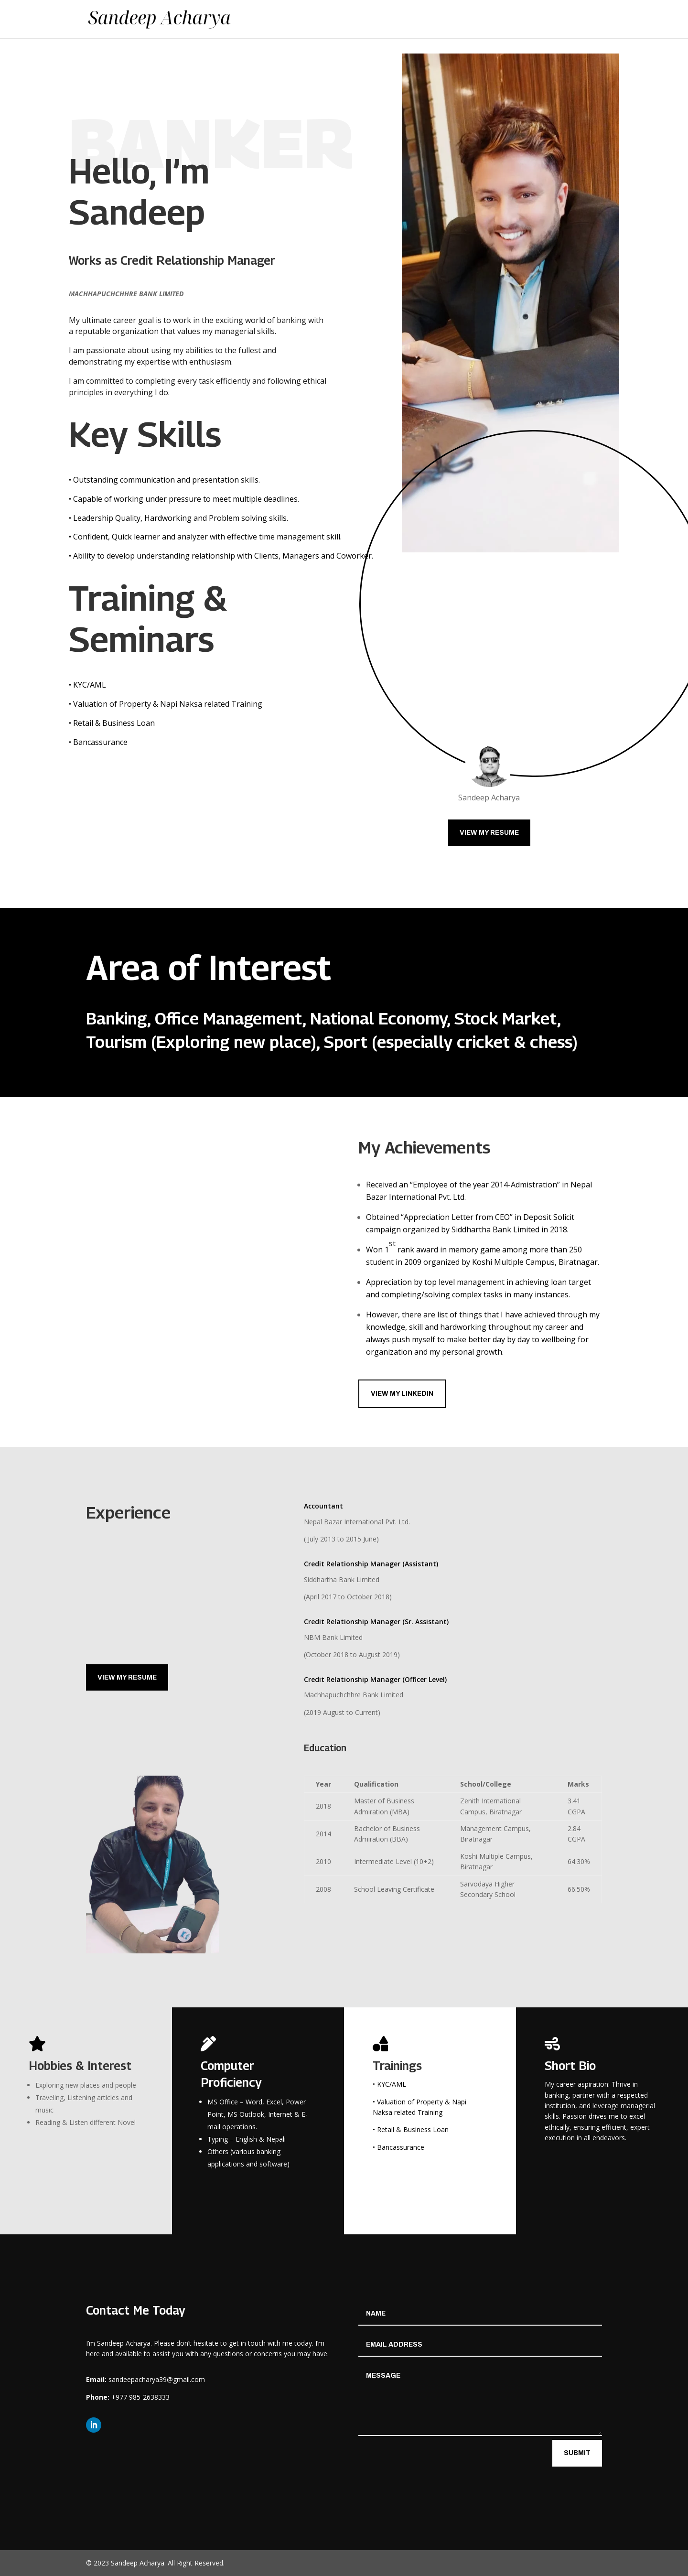 Sandeep Acharya
BANKER
Hello, I’m
Sandeep
Works as Credit Relationship Manager
MACHHAPUCHCHHRE BANK LIMITED
My ultimate career goal is to work in the exciting world of banking with
a reputable organization that values my managerial skills.
I am passionate about using my abilities to the fullest and
demonstrating my expertise with enthusiasm.
I am committed to completing every task efficiently and following ethical
principles in everything I do.
Key Skills
• Outstanding communication and presentation skills.
• Capable of working under pressure to meet multiple deadlines.
• Leadership Quality, Hardworking and Problem solving skills.
• Confident, Quick learner and analyzer with effective time management skill.
• Ability to develop understanding relationship with Clients, Managers and Coworker.
Training &
Seminars
• KYC/AML
• Valuation of Property & Napi Naksa related Training
• Retail & Business Loan
• Bancassurance
Sandeep Acharya
VIEW MY RESUME
Area of Interest
Banking, Office Management, National Economy, Stock Market,
Tourism (Exploring new place), Sport (especially cricket & chess)
My Achievements
• Received an “Employee of the year 2014-Admistration” in Nepal
Bazar International Pvt. Ltd.
• Obtained “Appreciation Letter from CEO” in Deposit Solicit
campaign organized by Siddhartha Bank Limited in 2018.
• Won 1st rank award in memory game among more than 250
student in 2009 organized by Koshi Multiple Campus, Biratnagar.
• Appreciation by top level management in achieving loan target
and completing/solving complex tasks in many instances.
• However, there are list of things that I have achieved through my
knowledge, skill and hardworking throughout my career and
always push myself to make better day by day to wellbeing for
organization and my personal growth.
VIEW MY LINKEDIN
Experience
VIEW MY RESUME
Accountant
Nepal Bazar International Pvt. Ltd.
( July 2013 to 2015 June)
Credit Relationship Manager (Assistant)
Siddhartha Bank Limited
(April 2017 to October 2018)
Credit Relationship Manager (Sr. Assistant)
NBM Bank Limited
(October 2018 to August 2019)
Credit Relationship Manager (Officer Level)
Machhapuchchhre Bank Limited
(2019 August to Current)
Education
Year Qualification School/College Marks
2018 Master of Business Admiration (MBA) Zenith International Campus, Biratnagar 3.41 CGPA
2014 Bachelor of Business Admiration (BBA) Management Campus, Biratnagar 2.84 CGPA
2010 Intermediate Level (10+2) Koshi Multiple Campus, Biratnagar 64.30%
2008 School Leaving Certificate Sarvodaya Higher Secondary School 66.50%
Hobbies & Interest
• Exploring new places and people
• Traveling, Listening articles and
music
• Reading & Listen different Novel
Computer
Proficiency
• MS Office – Word, Excel, Power
Point, MS Outlook, Internet & E-
mail operations.
• Typing – English & Nepali
• Others (various banking
applications and software)
Trainings
• KYC/AML
• Valuation of Property & Napi
Naksa related Training
• Retail & Business Loan
• Bancassurance
Short Bio
My career aspiration: Thrive in
banking, partner with a respected
institution, and leverage managerial
skills. Passion drives me to excel
ethically, ensuring efficient, expert
execution in all endeavors.
Contact Me Today
I’m Sandeep Acharya. Please don’t hesitate to get in touch with me today. I’m
here and available to assist you with any questions or concerns you may have.
Email: sandeepacharya39@gmail.com
Phone: +977 985-2638333
in
NAME
EMAIL ADDRESS
MESSAGE
SUBMIT
© 2023 Sandeep Acharya. All Right Reserved.